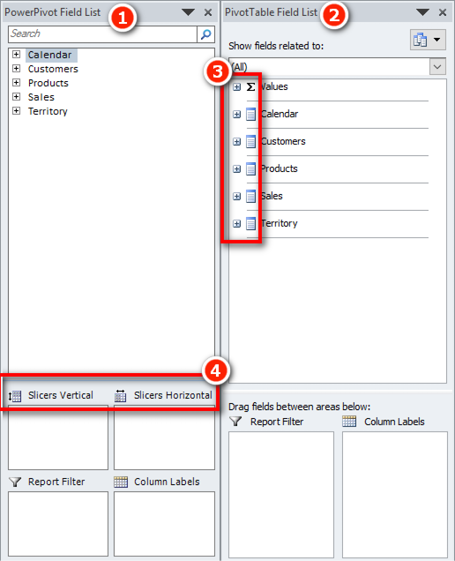 PowerPivot Field List
1
Search
Calendar
Customers
Products
Sales
Territory
4
Slicers Vertical
Slicers Horizontal
Report Filter
Column Labels
PivotTable Field List
2
Show fields related to:
3
(All)
Σ Values
Calendar
Customers
Products
Sales
Territory
Drag fields between areas below:
Report Filter
Column Labels